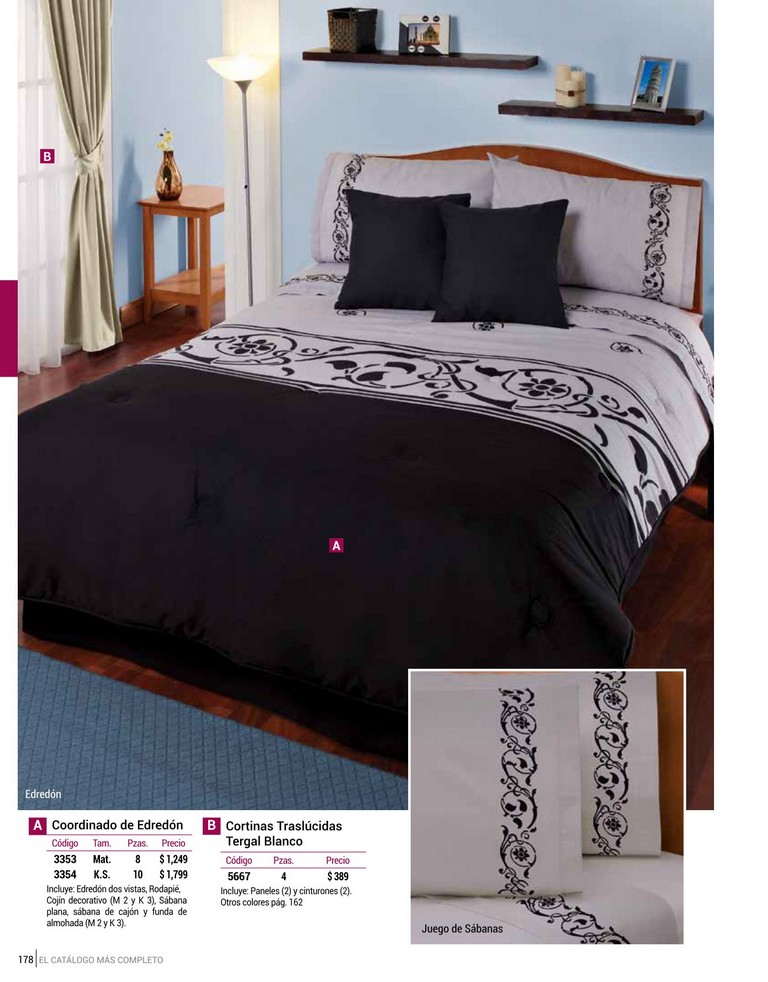 B
A
Edredón
A Coordinado de Edredón
Código Tam. Pzas. Precio
3353 Mat. 8 $1,249
3354 K.S. 10 $1,799
Incluye: Edredón dos vistas, Rodapié,
Cojín decorativo (M 2 y K 3), Sábana
plana, sábana de cajón y funda de
almohada (M 2 y K 3).
B Cortinas Traslúcidas
Tergal Blanco
Código Pzas. Precio
5667 4 $389
Incluye: Paneles (2) y cinturones (2).
Otros colores pág. 162
Juego de Sábanas
178 EL CATÁLOGO MÁS COMPLETO